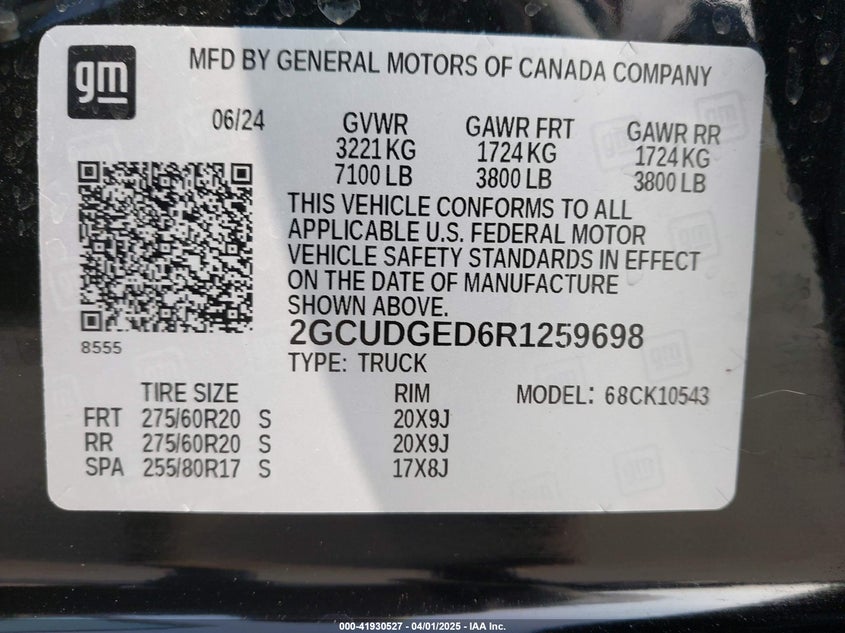 gm
MFD BY GENERAL MOTORS OF CANADA COMPANY
06/24 GVWR GAWR FRT GAWR RR
3221 KG 1724 KG 1724 KG
7100 LB 3800 LB 3800 LB
THIS VEHICLE CONFORMS TO ALL
APPLICABLE U.S. FEDERAL MOTOR
VEHICLE SAFETY STANDARDS IN EFFECT
ON THE DATE OF MANUFACTURE
SHOWN ABOVE.
2GCUDGED6R1259698
8555
TYPE: TRUCK
TIRE SIZE RIM MODEL: 68CK10543
FRT 275/60R20 S 20X9J
RR 275/60R20 S 20X9J
SPA 255/80R17 S 17X8J
000-41930527 - 04/01/2025 - IAA Inc.